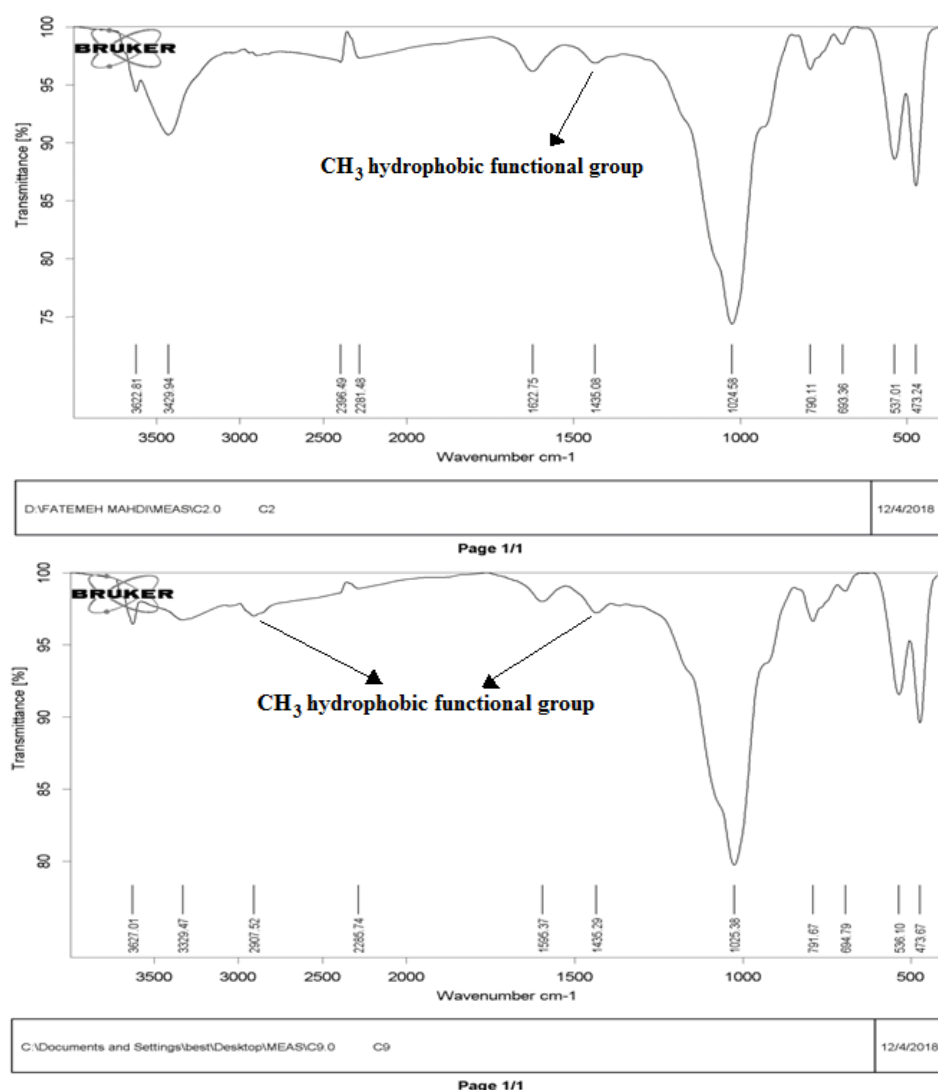 100
BRUKER
95
90
85
80
75
Transmittance [%]
CH3 hydrophobic functional group
3622.81
3429.94
2396.49
2281.48
1622.75
1435.08
1024.58
790.11
693.36
537.01
473.24
3500 3000 2500 2000 1500 1000 500
Wavenumber cm-1
D:\FATEMEH MAHDI\MEAS\C2.0 C2 12/4/2018
Page 1/1
100
BRUKER
95
90
85
80
Transmittance [%]
CH3 hydrophobic functional group
3627.01
3329.47
2907.52
2285.74
1595.37
1435.29
1025.38
791.67
694.79
536.10
473.67
3500 3000 2500 2000 1500 1000 500
Wavenumber cm-1
C:\Documents and Settings\best\Desktop\MEAS\C9.0 C9 12/4/2018
Page 1/1